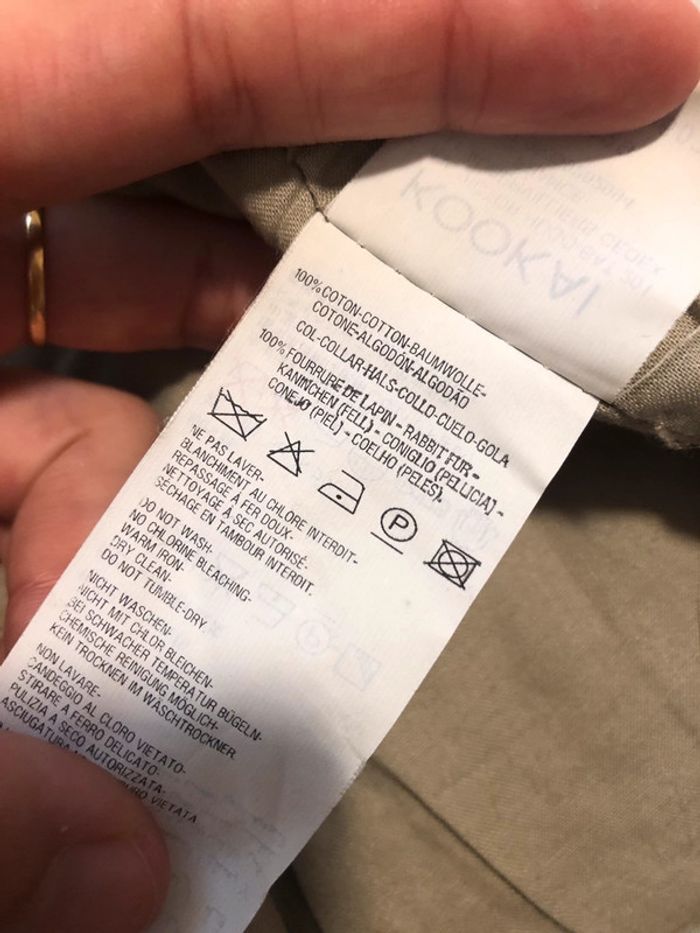 KOOKAÏ
100% COTON-COTTON-BAUMWOLLE-
COTONE-ALGODÓN-ALGODÃO
COL-COLLAR-HALS-COLLO-CUELO-GOLA
100% FOURRURE DE LAPIN - RABBIT FUR -
KANINCHEN (FELL) - CONIGLIO (PELLICIA) -
CONEJO (PIEL) - COELHO (PELES).
P
NE PAS LAVER-
BLANCHIMENT AU CHLORE INTERDIT-
REPASSAGE À FER DOUX-
NETTOYAGE À SEC AUTORISÉ.
SÉCHAGE EN TAMBOUR INTERDIT.
DO NOT WASH-
NO CHLORINE BLEACHING-
WARM IRON-
DRY CLEAN-
DO NOT TUMBLE-DRY.
NICHT WASCHEN-
NICHT MIT CHLOR BLEICHEN-
BEI SCHWACHER TEMPERATUR BÜGELN-
CHEMISCHE REINIGUNG MÖGLICH-
KEIN TROCKNEN IM WÄSCHTROCKNER.
NON LAVARE-
CANDEGGIO AL CLORO VIETATO-
STIRARE A FERRO DELICATO-
PULIZIA A SECO AUTORIZZATA-
ASCIUGATURA VIETATA